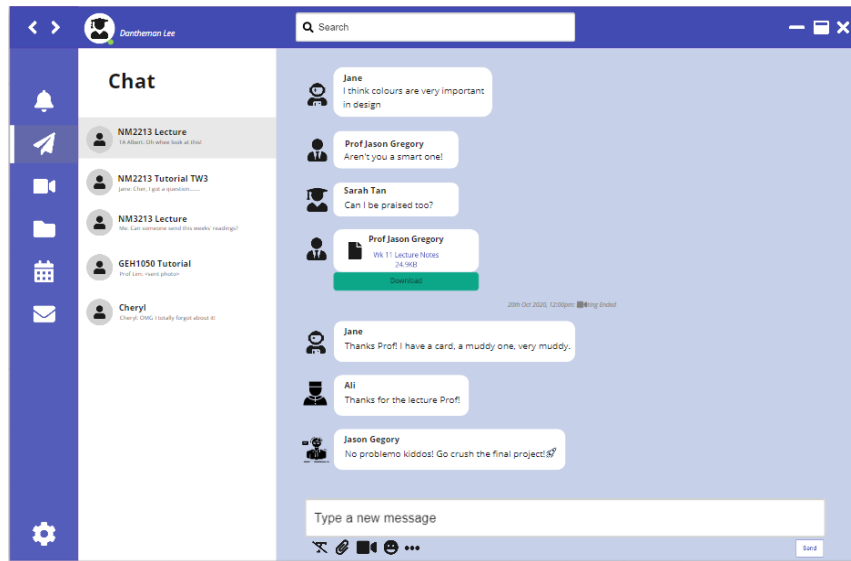 Dantheman Lee
Search
Chat
NM2213 Lecture
TA Albert: Oh whee look at this!
NM2213 Tutorial TW3
Jane: Cher, I got a question.......
NM3213 Lecture
Me: Can someone send this weeks' readings?
GEH1050 Tutorial
Prof Lim: <sent photo>
Cheryl
Cheryl: OMG I totally forgot about it!
Jane
I think colours are very important
in design
Prof Jason Gregory
Aren't you a smart one!
Sarah Tan
Can I be praised too?
Prof Jason Gregory
Wk 11 Lecture Notes
24.9KB
Download
20th Oct 2020, 12:00pm: ting Ended
Jane
Thanks Prof! I have a card, a muddy one, very muddy.
Ali
Thanks for the lecture Prof!
Jason Gegory
No problemo kiddos! Go crush the final project!
Type a new message
Send